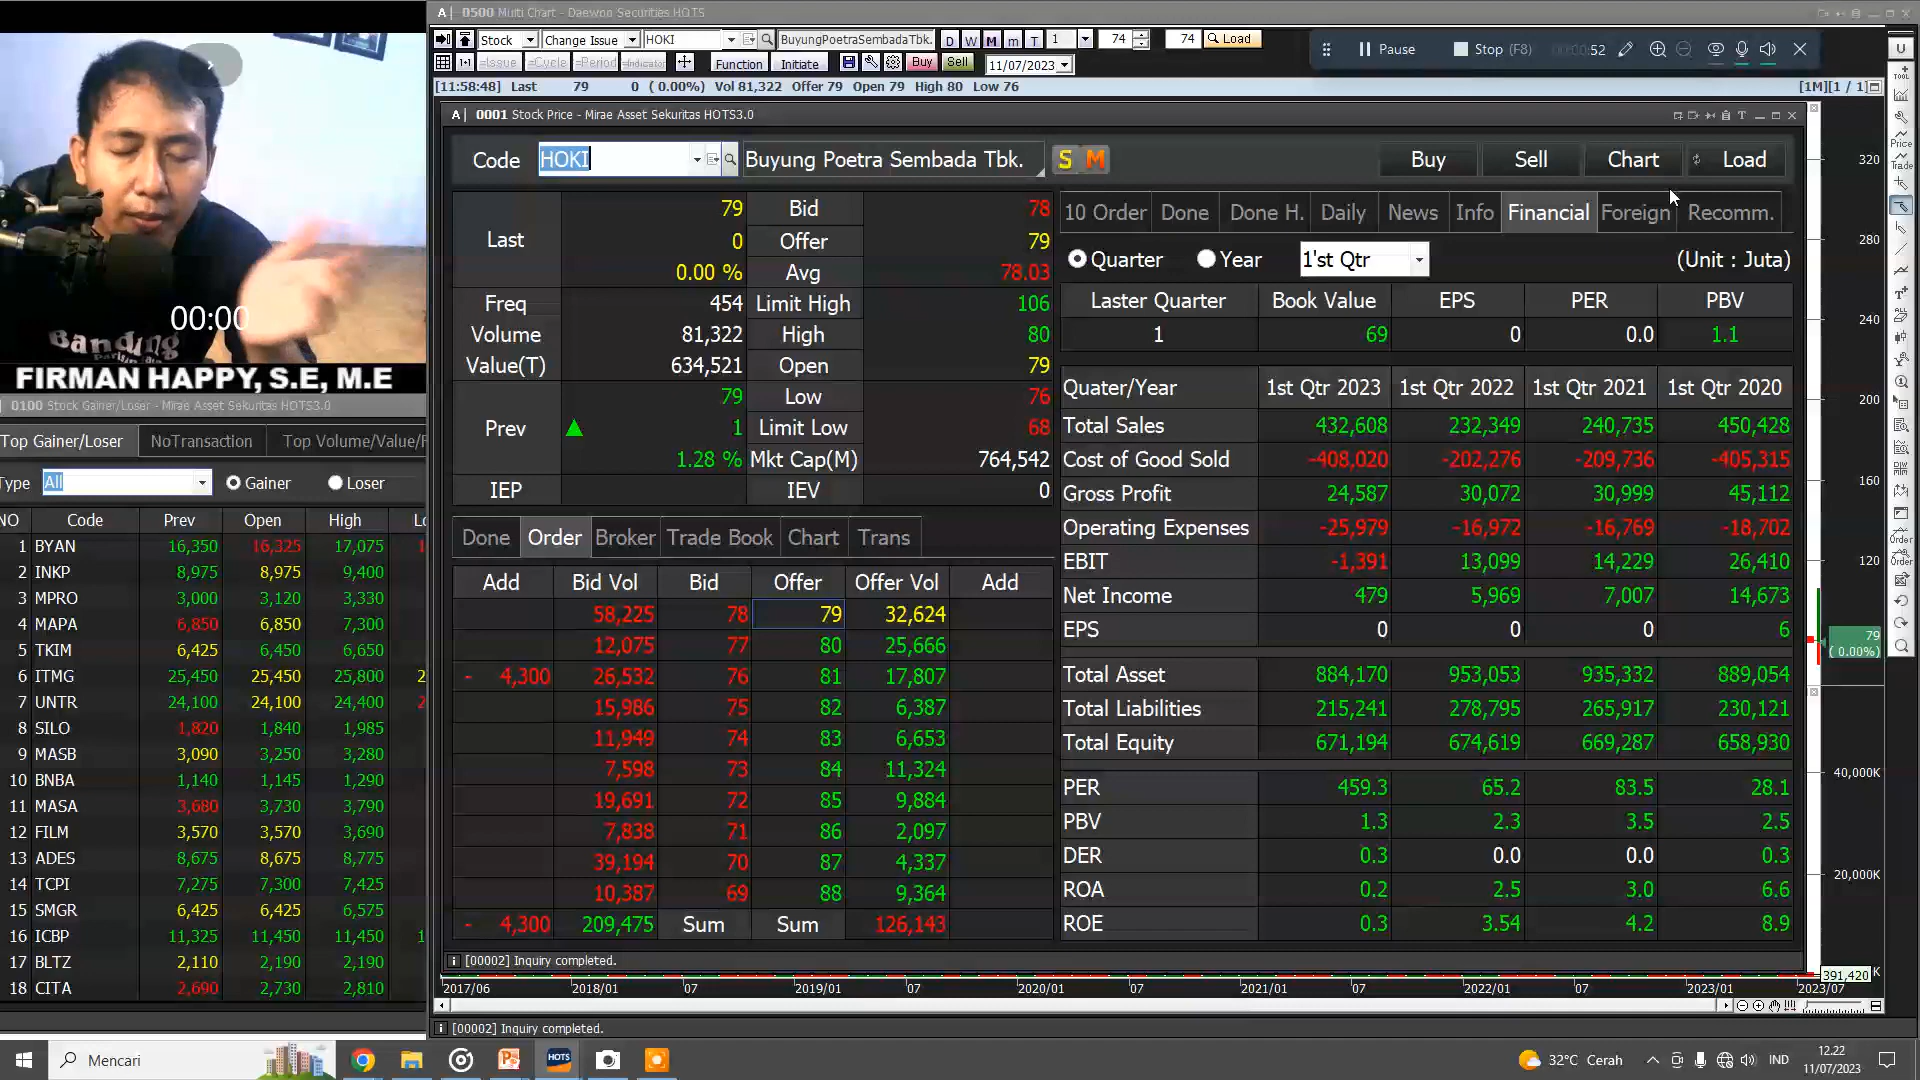 A| 0500 Multi Chart - Daewoo Securities HOTS
Stock Change Issue HOKI BuyungPoetraSembadaTbk. D W M m T 1 74 74 Load
=Issue =Cycle =Period =Indicator Function Initiate Buy Sell 11/07/2023
Pause Stop (F8) 52
[11:58:48] Last 79 0 ( 0.00%) Vol 81,322 Offer 79 Open 79 High 80 Low 76 [1M][1 / 1]
00:00
Bandung
FIRMAN HAPPY, S.E, M.E
A| 0001 Stock Price - Mirae Asset Sekuritas HOTS3.0
Code HOKI Buyung Poetra Sembada Tbk. S M Buy Sell Chart Load
Last 79 Bid 78
0 Offer 79
0.00 % Avg 78.03
Freq 454 Limit High 106
Volume 81,322 High 80
Value(T) 634,521 Open 79
79 Low 76
Prev ▲ 1 Limit Low 68
1.28 % Mkt Cap(M) 764,542
IEP IEV 0
Done Order Broker Trade Book Chart Trans
Add Bid Vol Bid Offer Offer Vol Add
58,225 78 79 32,624
12,075 77 80 25,666
- 4,300 26,532 76 81 17,807
15,986 75 82 6,387
11,949 74 83 6,653
7,598 73 84 11,324
19,691 72 85 9,884
7,838 71 86 2,097
39,194 70 87 4,337
10,387 69 88 9,364
- 4,300 209,475 Sum Sum 126,143
10 Order Done Done H. Daily News Info Financial Foreign Recomm.
Quarter Year 1'st Qtr (Unit : Juta)
Laster Quarter Book Value EPS PER PBV
1 69 0 0.0 1.1
Quater/Year 1st Qtr 2023 1st Qtr 2022 1st Qtr 2021 1st Qtr 2020
Total Sales 432,608 232,349 240,735 450,428
Cost of Good Sold -408,020 -202,276 -209,736 -405,315
Gross Profit 24,587 30,072 30,999 45,112
Operating Expenses -25,979 -16,972 -16,769 -18,702
EBIT -1,391 13,099 14,229 26,410
Net Income 479 5,969 7,007 14,673
EPS 0 0 0 6
Total Asset 884,170 953,053 935,332 889,054
Total Liabilities 215,241 278,795 265,917 230,121
Total Equity 671,194 674,619 669,287 658,930
PER 459.3 65.2 83.5 28.1
PBV 1.3 2.3 3.5 2.5
DER 0.3 0.0 0.0 0.3
ROA 0.2 2.5 3.0 6.6
ROE 0.3 3.54 4.2 8.9
[00002] Inquiry completed.
320
280
240
200
160
120
79
( 0.00%)
40,000K
20,000K
391,420 K
2017/06 2018/01 07 2019/01 07 2020/01 07 2021/01 07 2022/01 07 2023/01 2023/07
[00002] Inquiry completed.
U
TOOL
Price
Trade
DIW
Order
Order
0100 Stock Gainer/Loser - Mirae Asset Sekuritas HOTS3.0
Top Gainer/Loser NoTransaction Top Volume/Value/F
Type All Gainer Loser
NO Code Prev Open High Lo
1 BYAN 16,350 16,325 17,075 1
2 INKP 8,975 8,975 9,400
3 MPRO 3,000 3,120 3,330
4 MAPA 6,850 6,850 7,300
5 TKIM 6,425 6,450 6,650
6 ITMG 25,450 25,450 25,800 2
7 UNTR 24,100 24,100 24,400 2
8 SILO 1,820 1,840 1,985
9 MASB 3,090 3,250 3,280
10 BNBA 1,140 1,145 1,290
11 MASA 3,680 3,730 3,790
12 FILM 3,570 3,570 3,690
13 ADES 8,675 8,675 8,775
14 TCPI 7,275 7,300 7,425
15 SMGR 6,425 6,425 6,575
16 ICBP 11,325 11,450 11,450 1
17 BLTZ 2,110 2,190 2,190
18 CITA 2,690 2,730 2,810
Mencari HOTS 32°C Cerah IND 12.22
11/07/2023